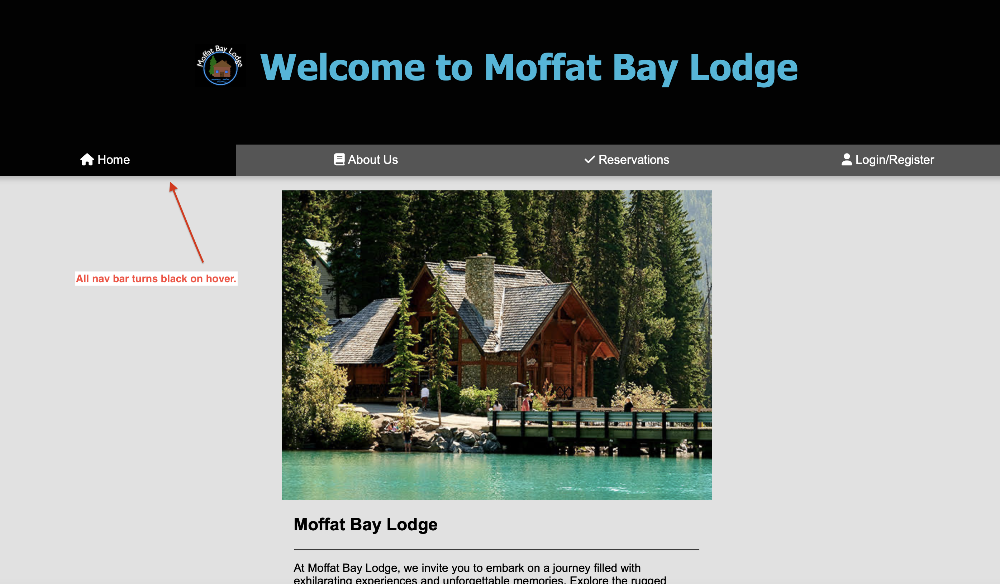 Moffat Bay Lodge
Welcome to Moffat Bay Lodge
Home
About Us
Reservations
Login/Register
All nav bar turns black on hover.
Moffat Bay Lodge
At Moffat Bay Lodge, we invite you to embark on a journey filled with
exhilarating experiences and unforgettable memories. Explore the rugged